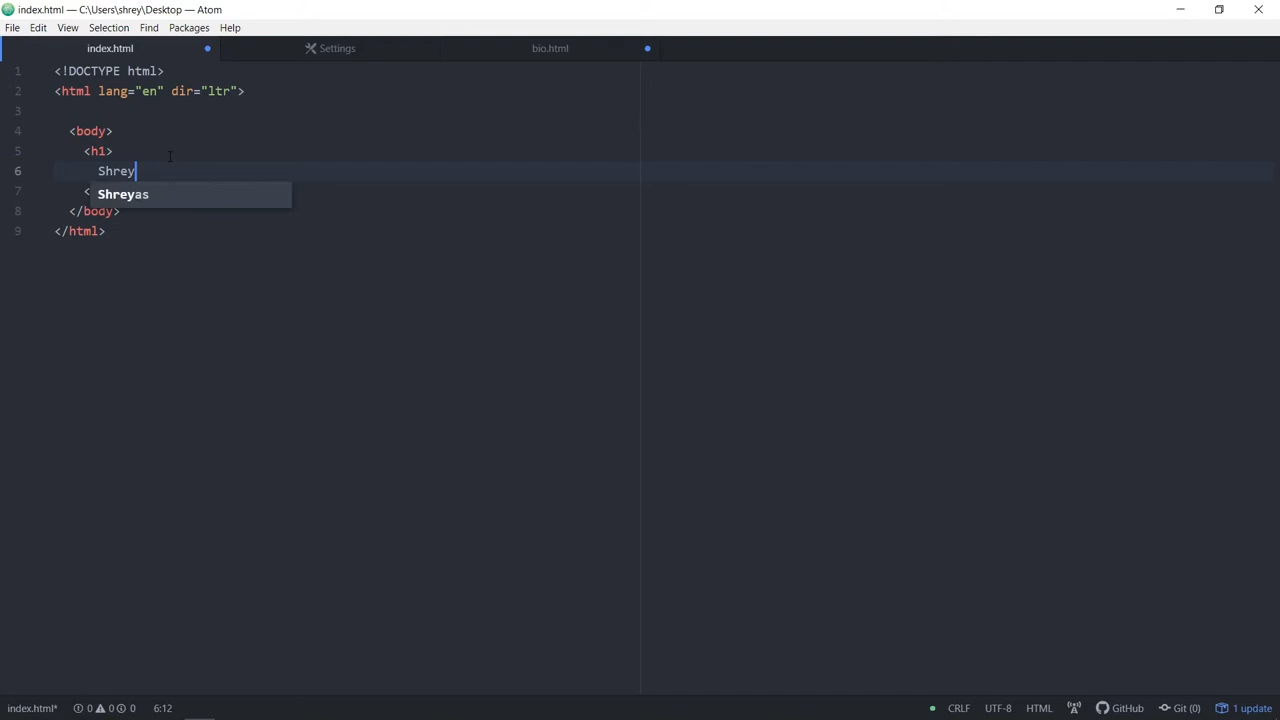 index.html — C:\Users\shrey\Desktop — Atom
File Edit View Selection Find Packages Help
index.html Settings bio.html
1 <!DOCTYPE html>
2 <html lang="en" dir="ltr">
3
4 <body>
5 <h1>
6 Shrey
Shreyas
7 <
8 </body>
9 </html>
index.html* 0 0 0 6:12 CRLF UTF-8 HTML GitHub Git (0) 1 update